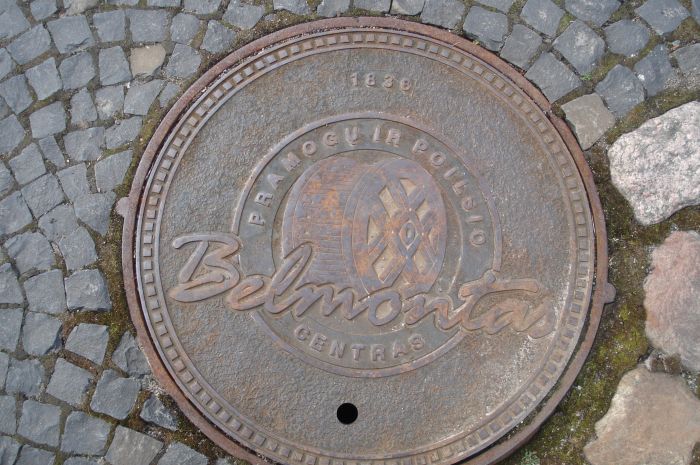 1839
PRAMOGŲ IR POILSIO
Belmontas
CENTRAS